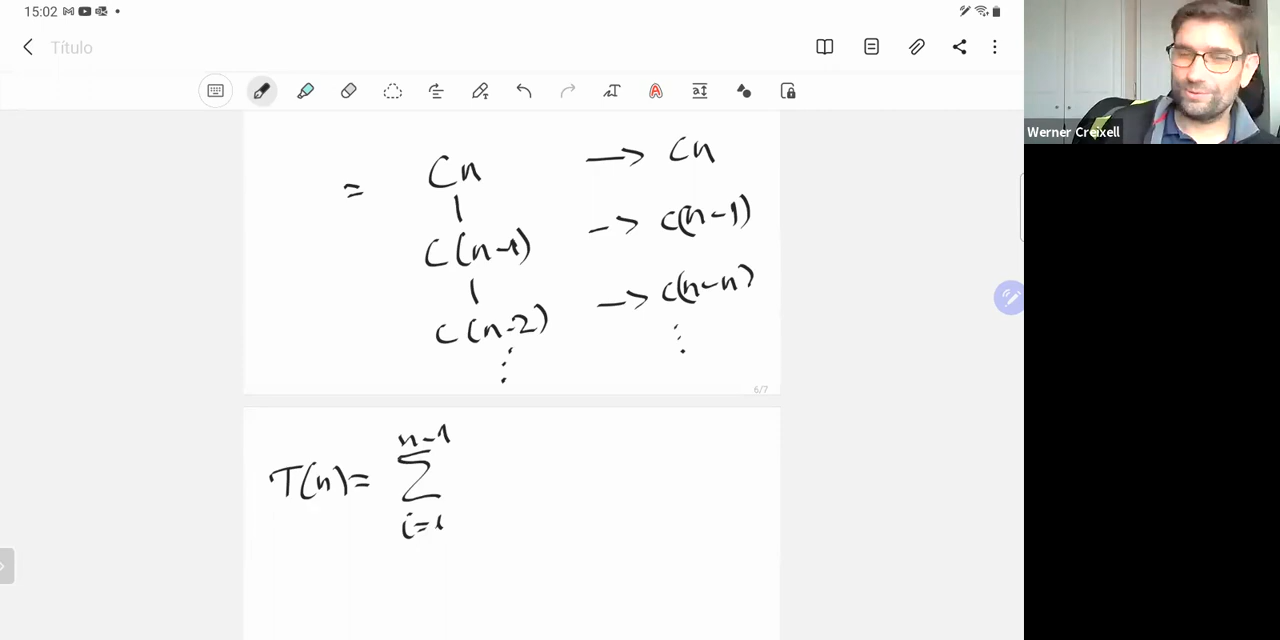 15:02
Título
= Cn → Cn
C(n-1) → C(n-1)
C(n-2) → C(n-n)
⋮ ⋮
6/7
T(n) = ∑ n-1 i=1
Werner Creixell